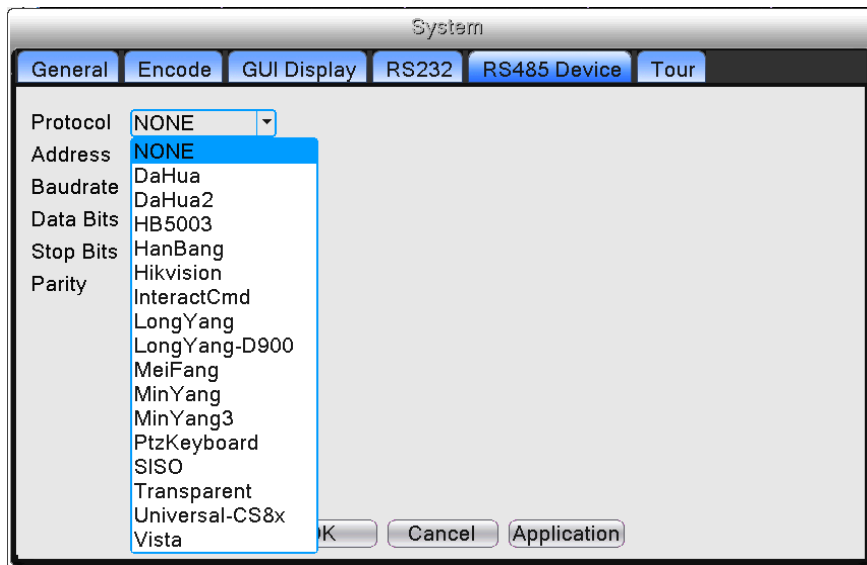 System
General Encode GUI Display RS232 RS485 Device Tour
Protocol NONE
NONE
Address
DaHua
Baudrate
DaHua2
Data Bits
HB5003
Stop Bits
HanBang
Parity
Hikvision
InteractCmd
LongYang
LongYang-D900
MeiFang
MinYang
MinYang3
PtzKeyboard
SISO
Transparent
Universal-CS8x
Vista
K Cancel Application